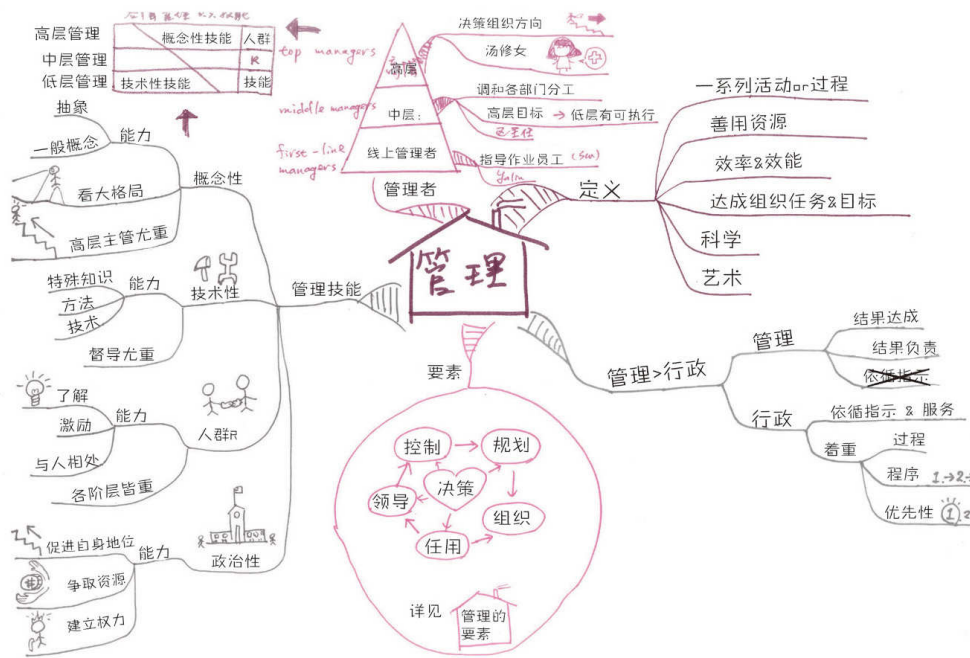 高层管理
概念性技能
人群
中层管理
R
低层管理
技术性技能
技能
top managers
middle managers
first-line
managers
高层
中层:
线上管理者
管理者
决策组织方向
汤修女
调和各部门分工
高层目标 → 低层有可执行
指导作业员工
管理
定义
一系列活动or过程
善用资源
效率&效能
达成组织任务&目标
科学
艺术
管理>行政
管理
结果达成
结果负责
依循指示
行政
依循指示 & 服务
着重
过程
程序 1.→2.→
优先性 1
要素
控制
规划
决策
领导
组织
任用
详见
管理的
要素
管理技能
概念性
能力
抽象
一般概念
看大格局
高层主管尤重
技术性
能力
特殊知识
方法
技术
督导尤重
人群R
能力
了解
激励
与人相处
各阶层皆重
政治性
能力
促进自身地位
争取资源
建立权力